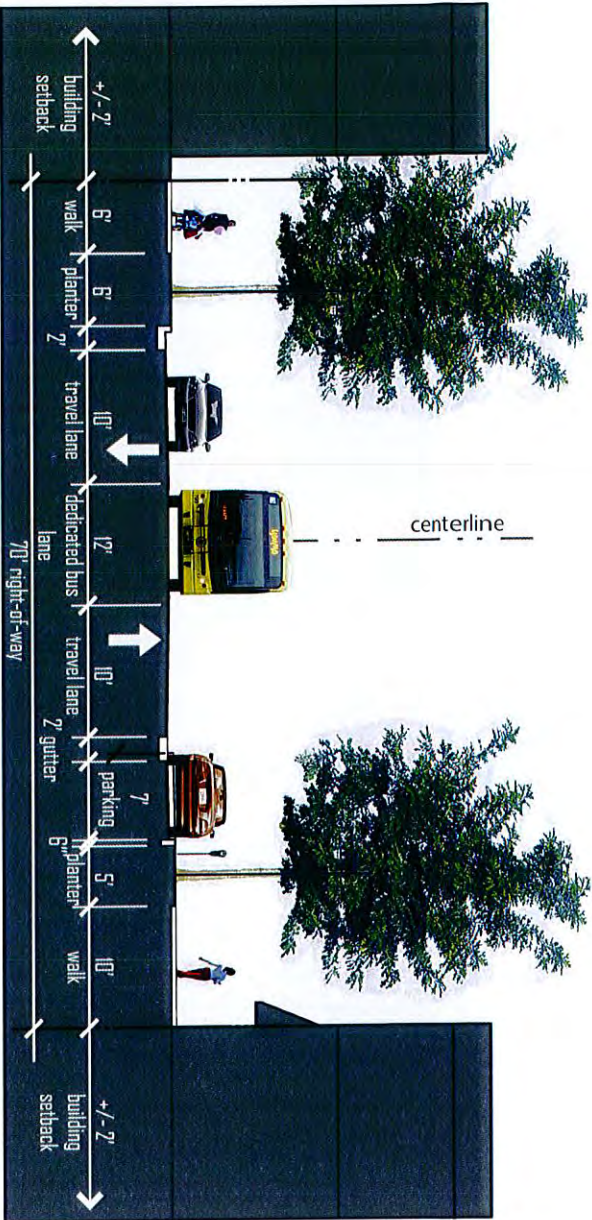 centerline
+/- 2'
building
setback
6'
walk
6'
planter
2'
10'
travel lane
12'
dedicated bus
lane
10'
travel lane
2' gutter
7'
parking
6"
5'
planter
10'
walk
+/- 2'
building
setback
70' right-of-way